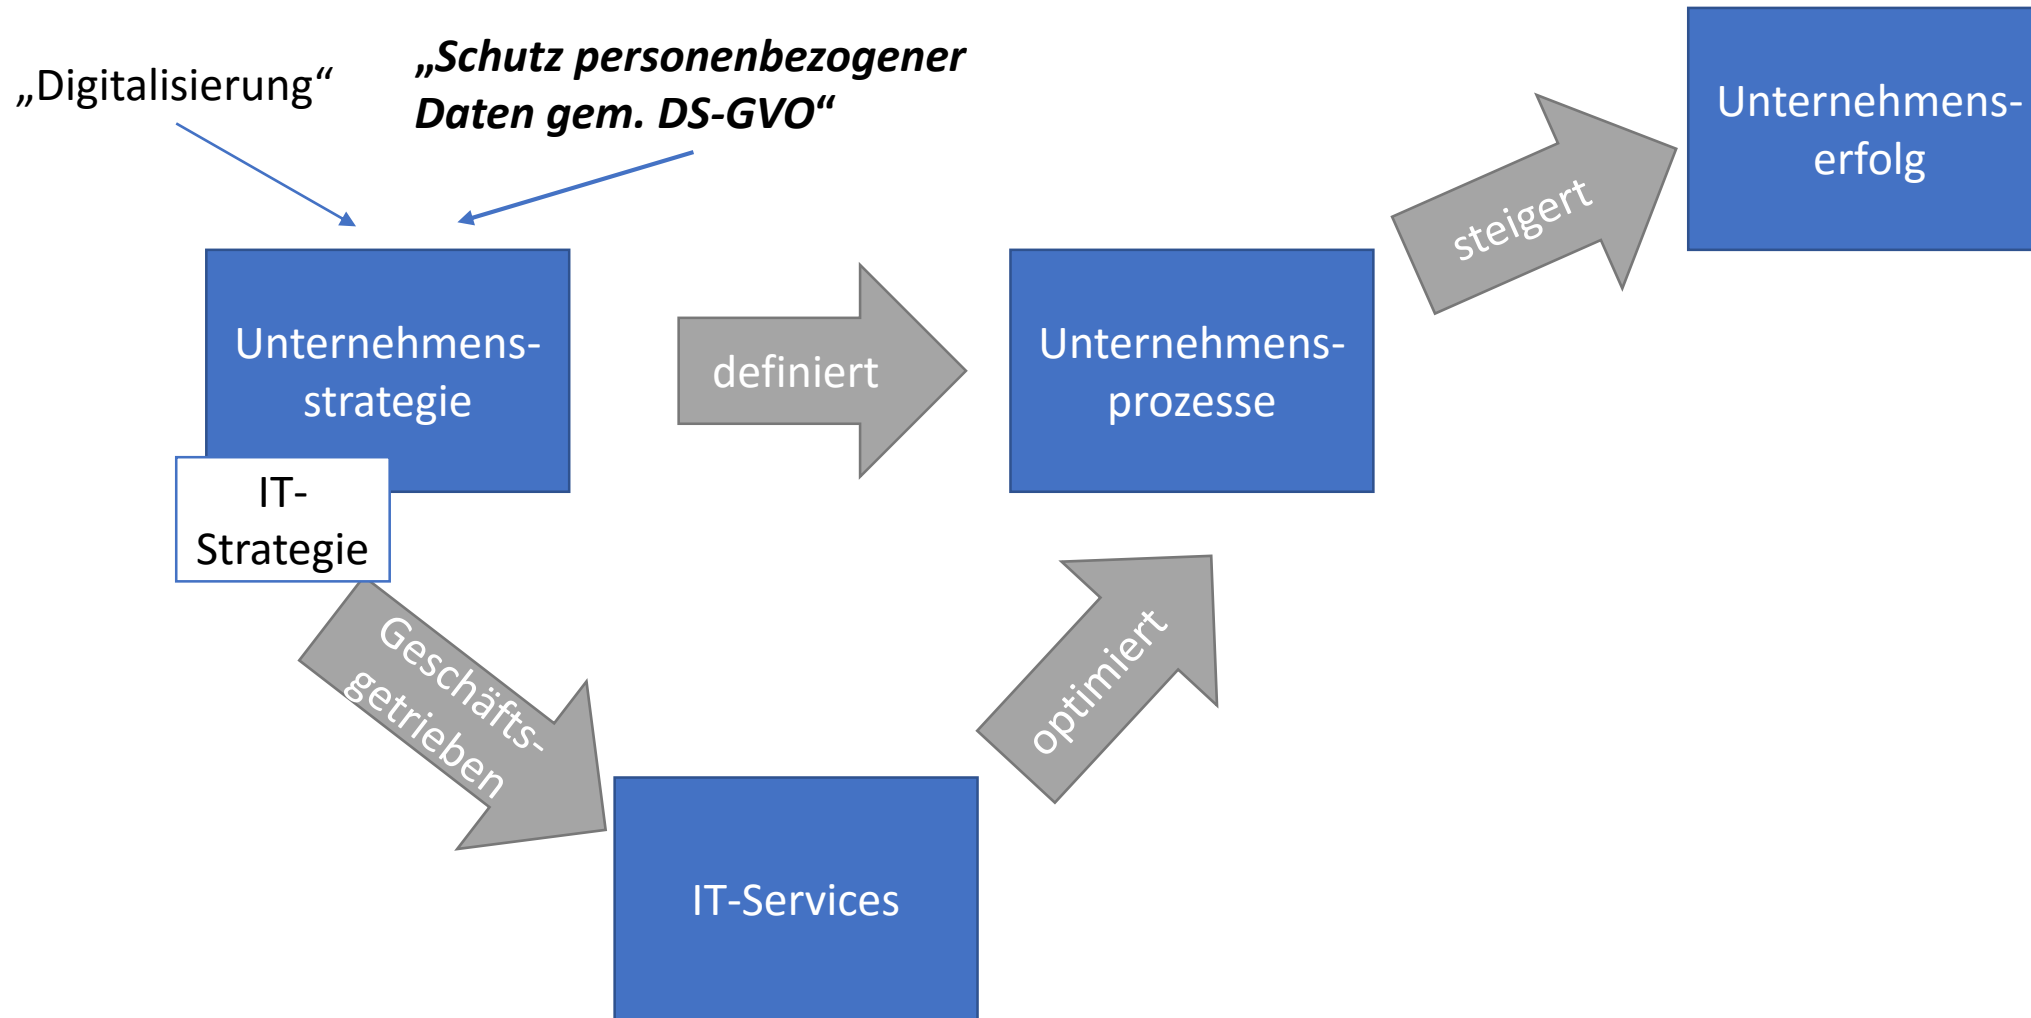 „Digitalisierung“
„Schutz personenbezogener
Daten gem. DS-GVO“
Unternehmens-
erfolg
steigert
Unternehmens-
strategie
definiert
Unternehmens-
prozesse
IT-
Strategie
Geschäfts-
getrieben
optimiert
IT-Services